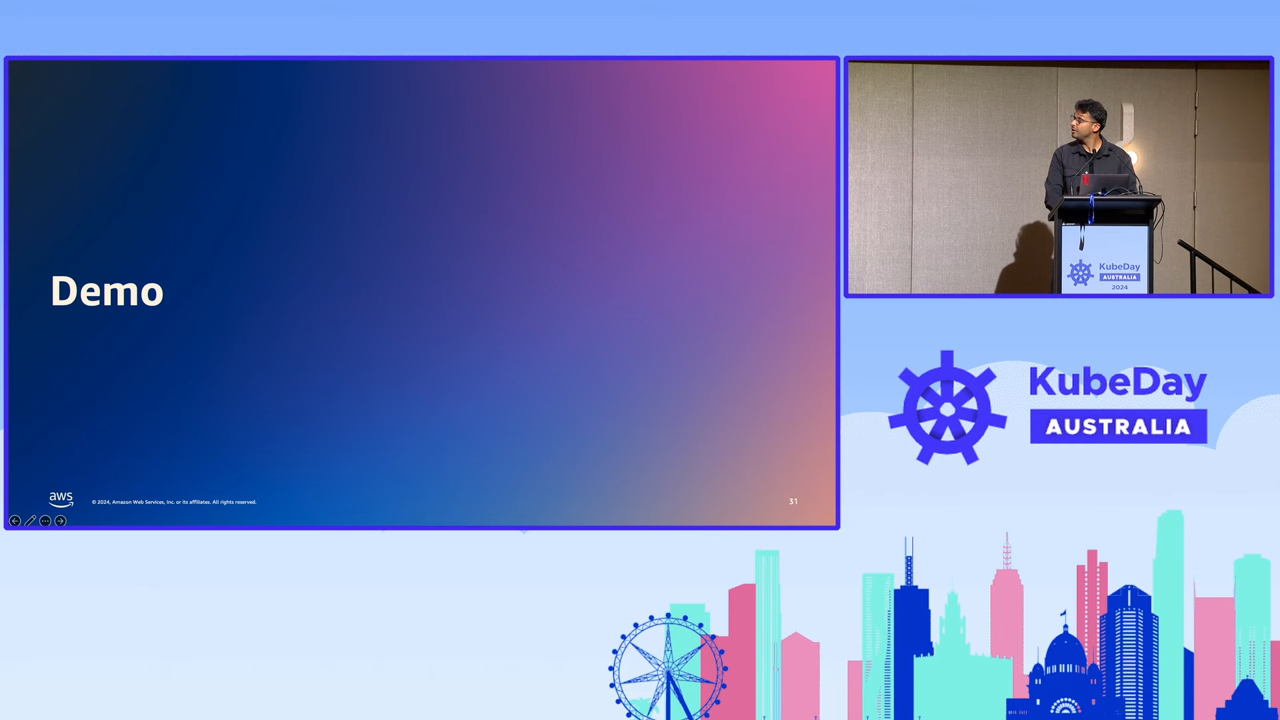 Demo
aws
© 2024, Amazon Web Services, Inc. or its affiliates. All rights reserved.
31
KubeDay
AUSTRALIA
2024
KubeDay
AUSTRALIA